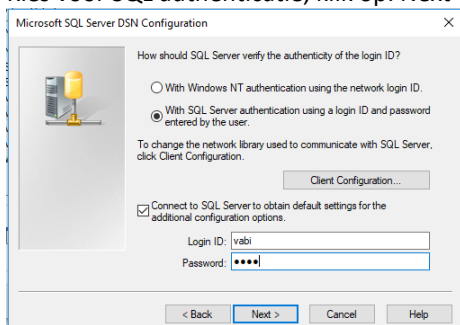 Microsoft SQL Server DSN Configuration
How should SQL Server verify the authenticity of the login ID?
With Windows NT authentication using the network login ID.
With SQL Server authentication using a login ID and password
entered by the user.
To change the network library used to communicate with SQL Server,
click Client Configuration.
Client Configuration...
Connect to SQL Server to obtain default settings for the
additional configuration options.
Login ID: vabi
Password: ••••
< Back Next > Cancel Help